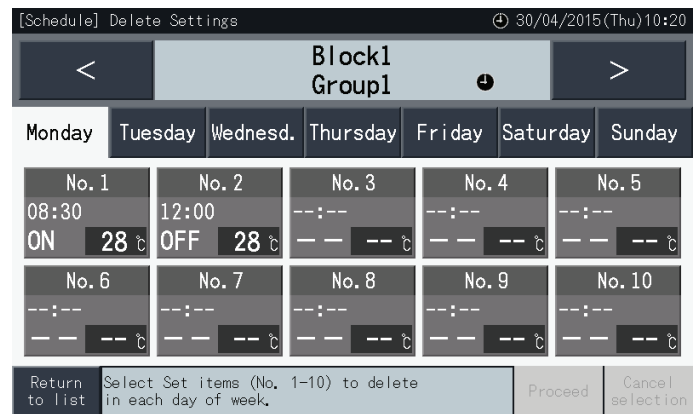 [Schedule] Delete Settings 30/04/2015(Thu)10:20
< Block1 >
Group1
Monday Tuesday Wednesd. Thursday Friday Saturday Sunday
No.1 No.2 No.3 No.4 No.5
08:30 12:00 --:-- --:-- --:--
ON 28℃ OFF 28℃ — — --℃ — — --℃ — — --℃
No.6 No.7 No.8 No.9 No.10
--:-- --:-- --:-- --:-- --:--
— — --℃ — — --℃ — — --℃ — — --℃ — — --℃
Return Select Set items (No. 1-10) to delete Proceed Cancel
to list in each day of week. selection